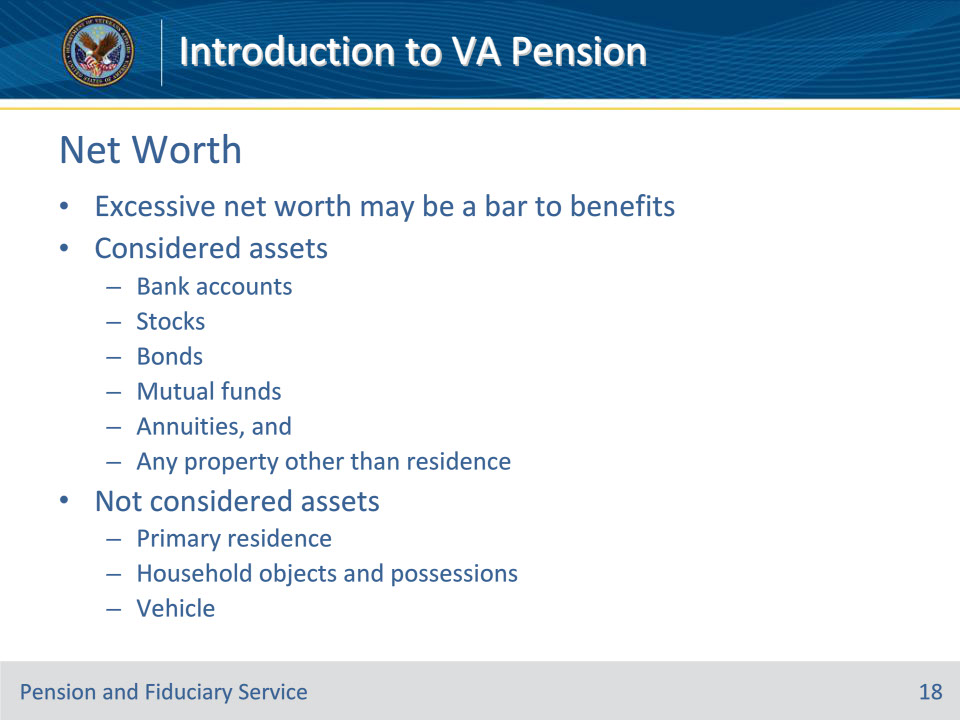 Introduction to VA Pension
Net Worth
• Excessive net worth may be a bar to benefits
• Considered assets
– Bank accounts
– Stocks
– Bonds
– Mutual funds
– Annuities, and
– Any property other than residence
• Not considered assets
– Primary residence
– Household objects and possessions
– Vehicle
Pension and Fiduciary Service
18